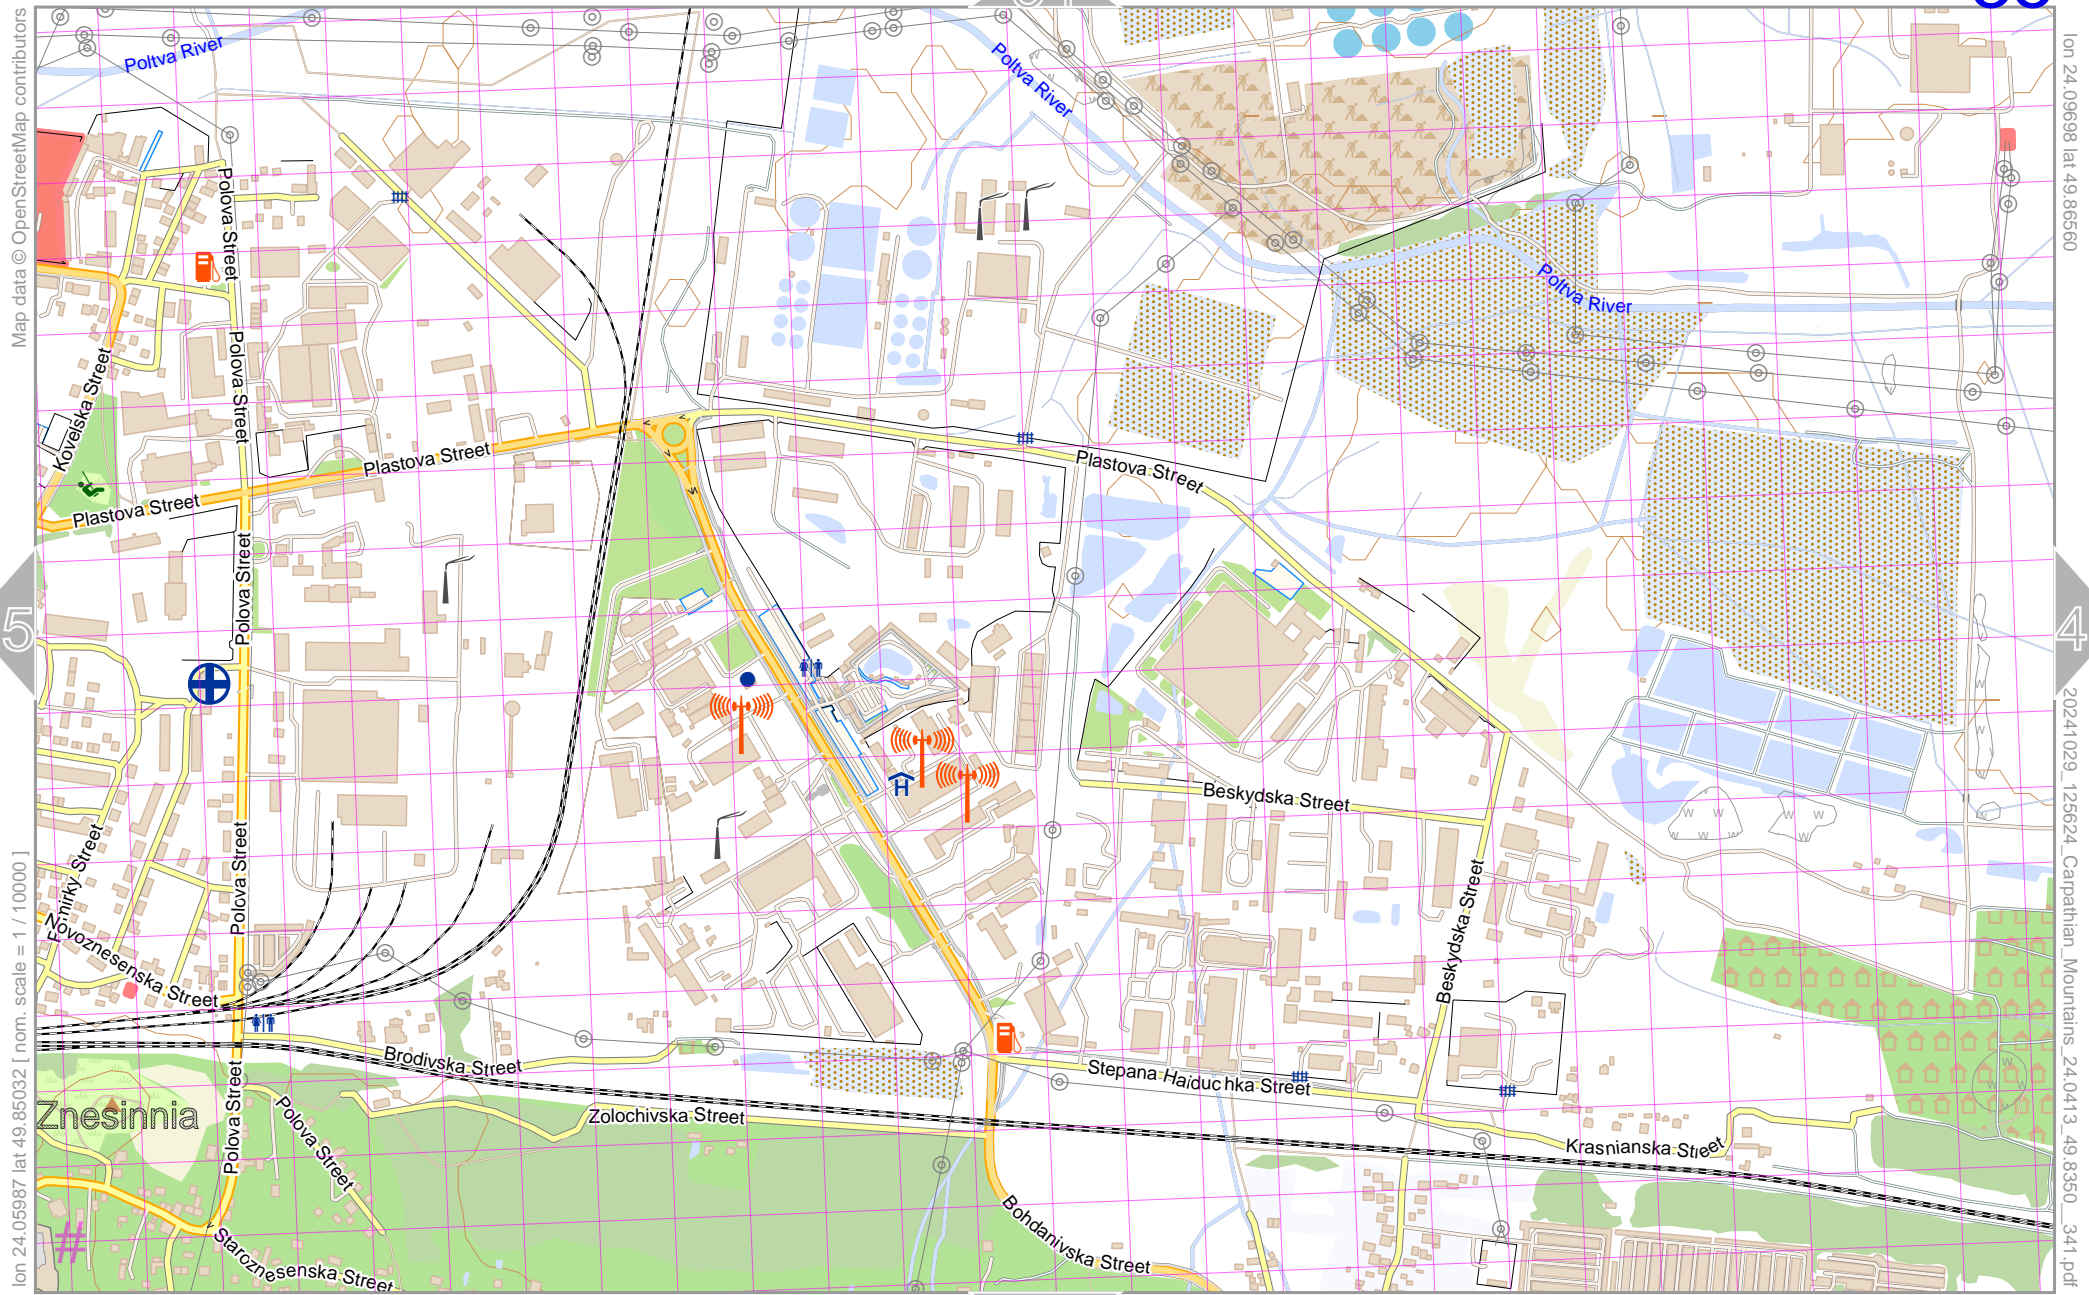 Map data © OpenStreetMap contributors
lon 24.05987 lat 49.85032 [ nom. scale = 1 / 10000 ]
lon 24.09698 lat 49.86560
20241029_125624_Carpathian_Mountains_24.0413_49.8350__341.pdf
5
4
Poltva River
Poltva River
Poltva River
Polova Street
Polova Street
Polova Street
Polova Street
Polova Street
Polova Street
Kovelska Street
Plastova Street
Plastova Street
Plastova Street
Beskydska Street
Beskydska Street
Novoznesenska Street
Brodivska Street
Stepana Haiduchka Street
Zolochivska Street
Krasnianska Street
Znesinnia
Bohdanivska Street
Staroznesenska Street
H
#